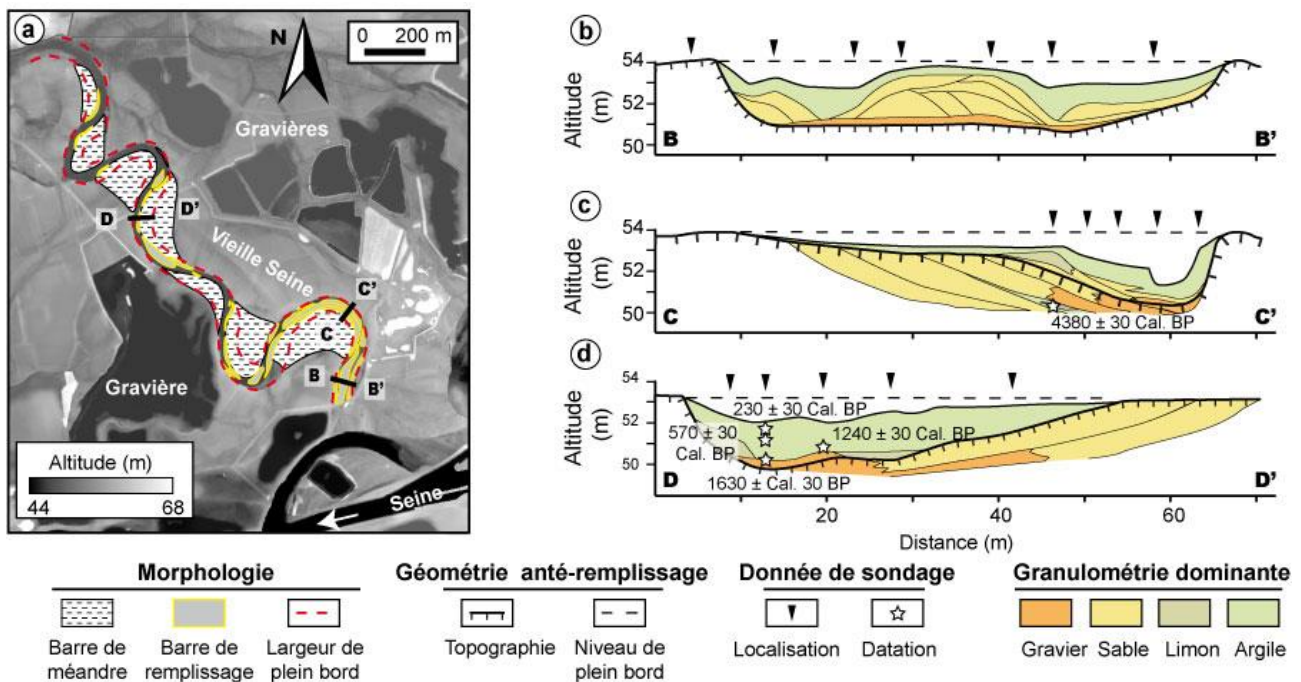 a
N
0 200 m
Gravières
D
D'
Vieille Seine
C'
C
B
B'
Gravière
Altitude (m)
44 68
Seine
b
Altitude
(m)
54
52
50
B
B'
c
Altitude
(m)
54
52
50
4380 ± 30 Cal. BP
C
C'
d
Altitude
(m)
54
52
50
230 ± 30 Cal. BP
570 ± 30
Cal. BP
1240 ± 30 Cal. BP
1630 ± Cal. 30 BP
D
D'
20 40 60
Distance (m)
Morphologie
Barre de
méandre
Barre de
remplissage
Largeur de
plein bord
Géométrie anté-remplissage
Topographie
Niveau de
plein bord
Donnée de sondage
Localisation
Datation
Granulométrie dominante
Gravier Sable Limon Argile